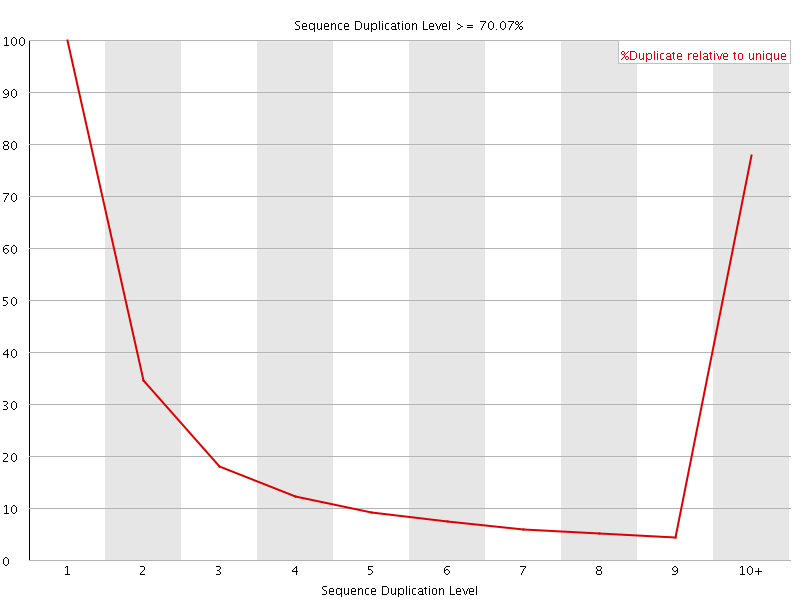 Sequence Duplication Level >= 70.07%
%Duplicate relative to unique
100
90
80
70
60
50
40
30
20
10
0
1 2 3 4 5 6 7 8 9 10+
Sequence Duplication Level